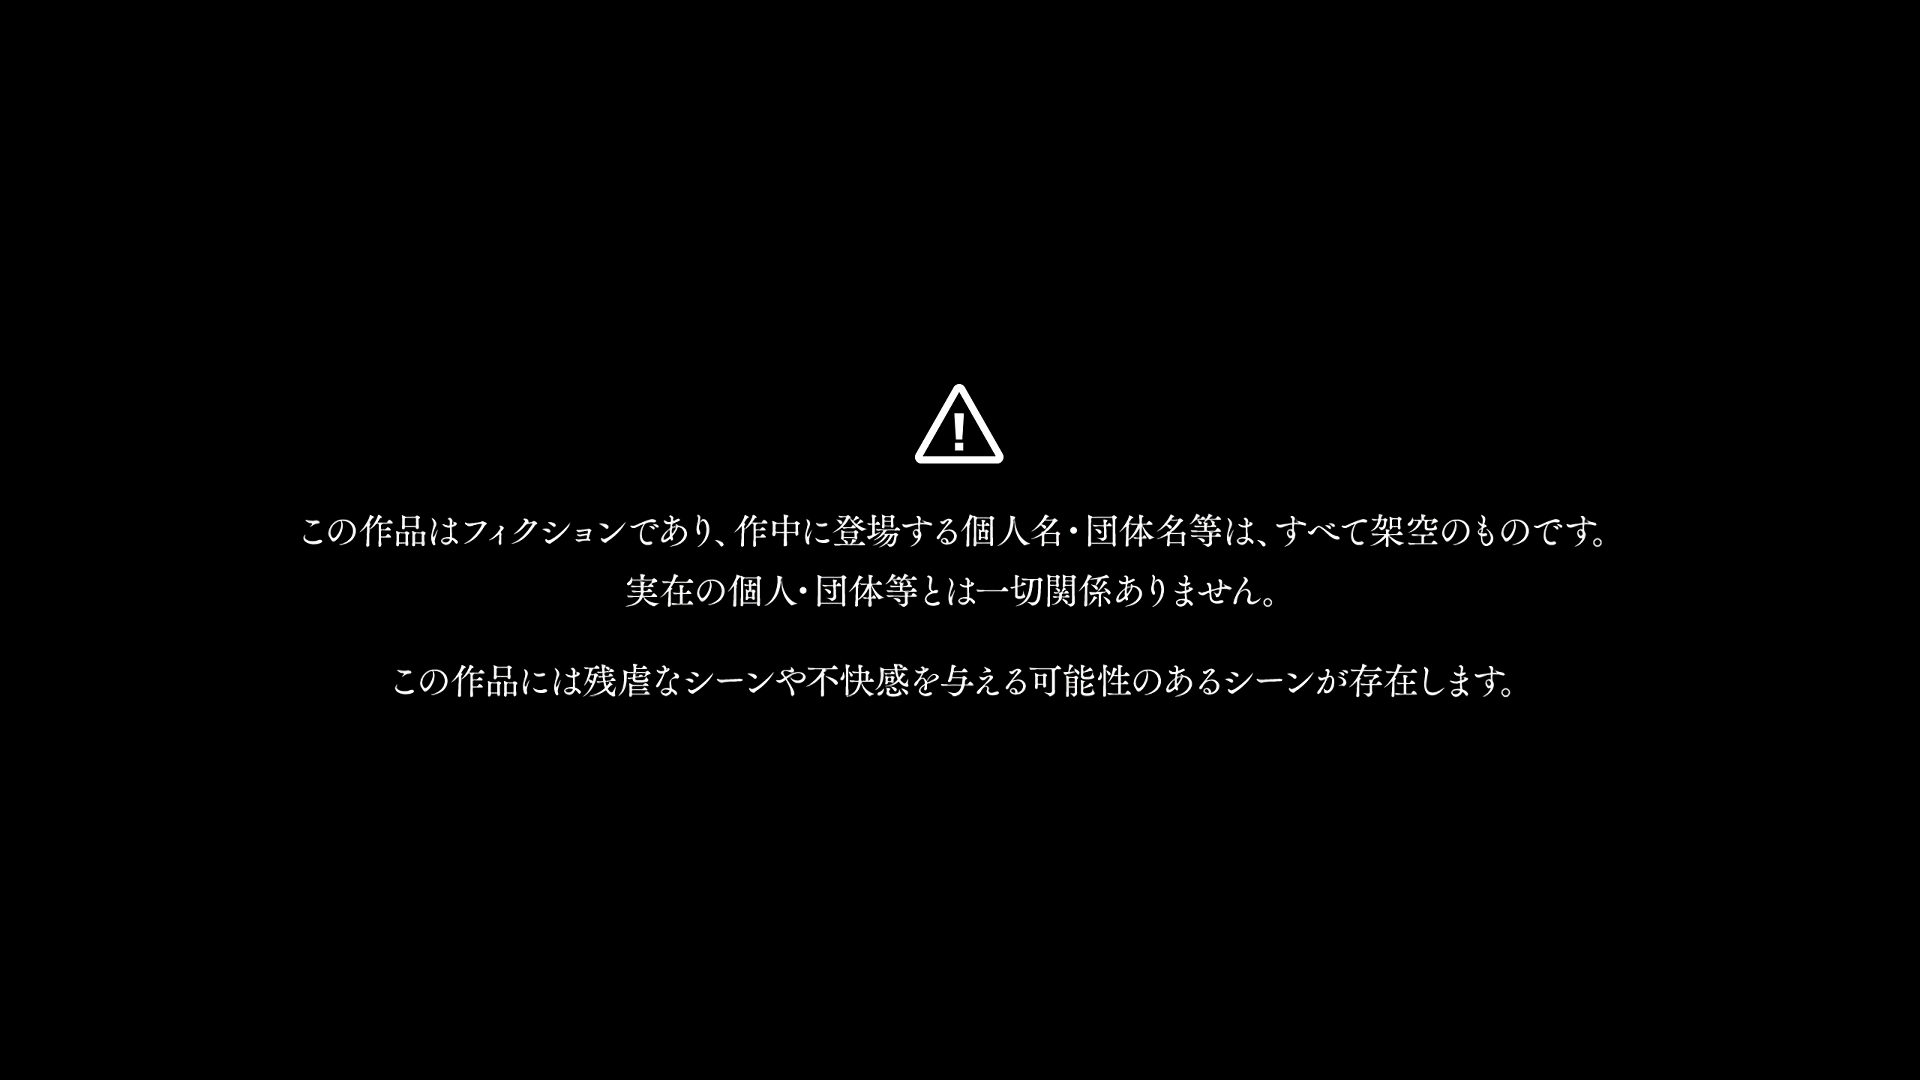 この作品はフィクションであり、作中に登場する個人名・団体名等は、すべて架空のものです。
実在の個人・団体等とは一切関係ありません。
この作品には残虐なシーンや不快感を与える可能性のあるシーンが存在します。